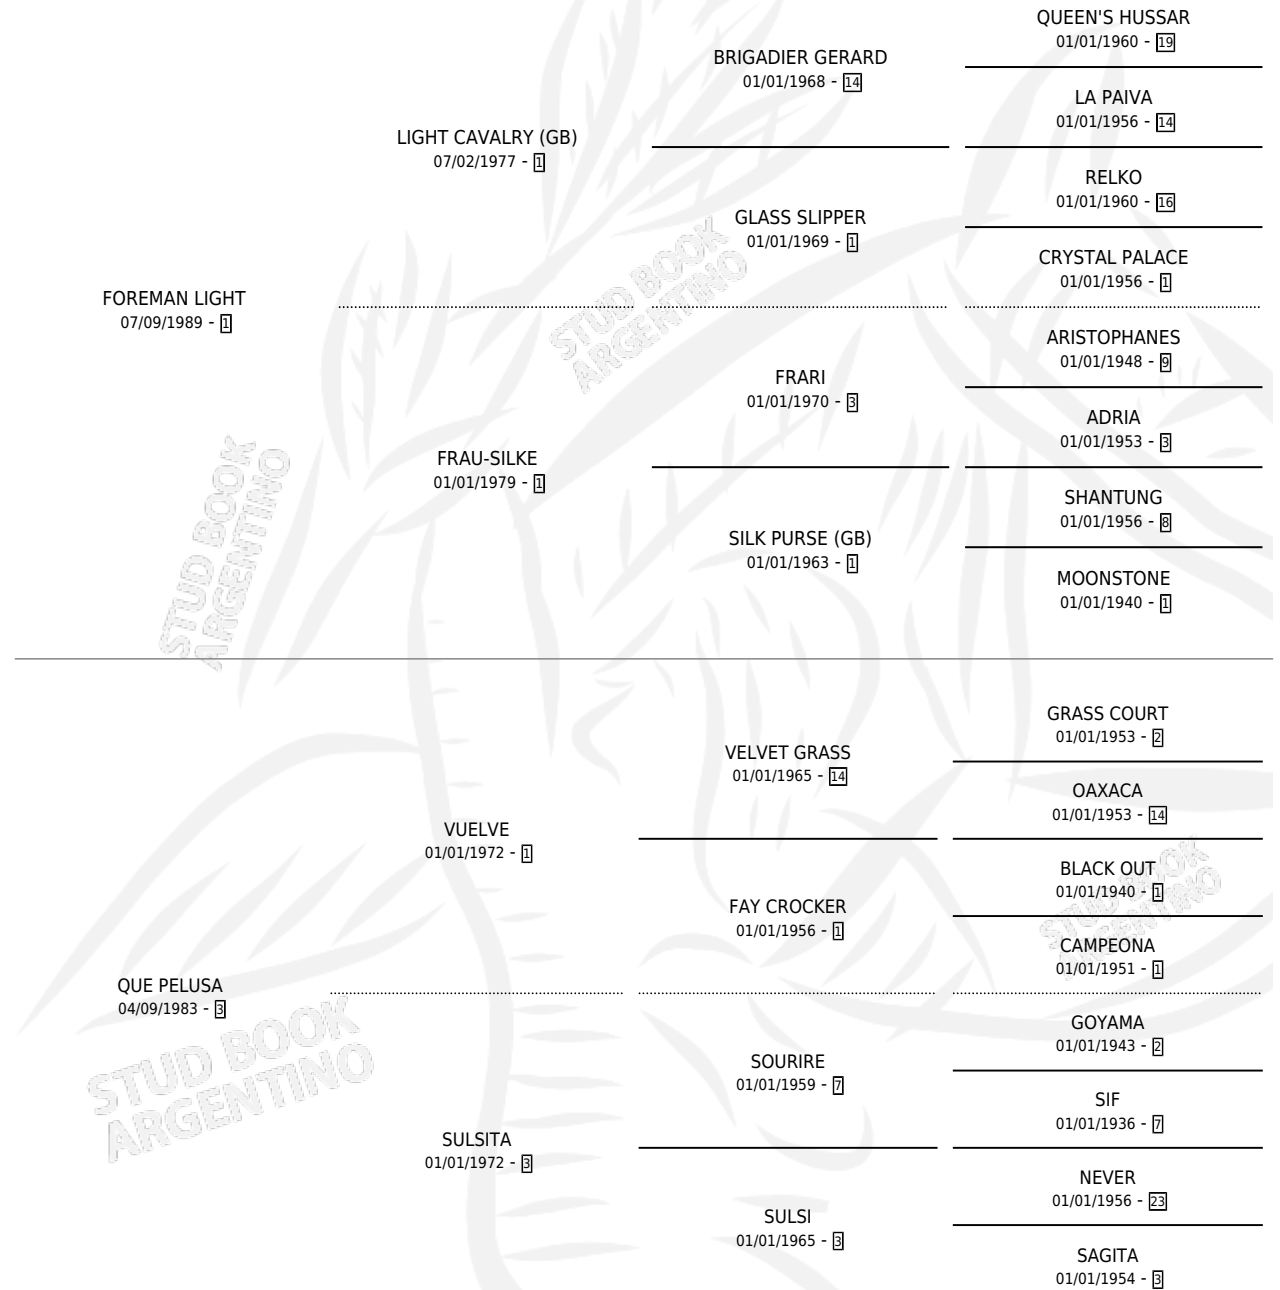 QUEEN'S HUSSAR
01/01/1960 - 19
BRIGADIER GERARD
01/01/1968 - 14
LA PAIVA
01/01/1956 - 14
LIGHT CAVALRY (GB)
07/02/1977 - 1
RELKO
01/01/1960 - 16
GLASS SLIPPER
01/01/1969 - 1
CRYSTAL PALACE
01/01/1956 - 1
FOREMAN LIGHT
07/09/1989 - 1
STUD BOOK
ARGENTINO
ARISTOPHANES
01/01/1948 - 9
FRARI
01/01/1970 - 3
ADRIA
01/01/1953 - 3
FRAU-SILKE
01/01/1979 - 1
STUD BOOK
ARGENTINO
SHANTUNG
01/01/1956 - 8
SILK PURSE (GB)
01/01/1963 - 1
MOONSTONE
01/01/1940 - 1
GRASS COURT
01/01/1953 - 2
VELVET GRASS
01/01/1965 - 14
OAXACA
01/01/1953 - 14
VUELVE
01/01/1972 - 1
BLACK OUT
01/01/1940 - 1
STUD BOOK
ARGENTINO
FAY CROCKER
01/01/1956 - 1
CAMPEONA
01/01/1951 - 1
QUE PELUSA
04/09/1983 - 3
STUD BOOK
ARGENTINO
GOYAMA
01/01/1943 - 2
SOURIRE
01/01/1959 - 7
SIF
01/01/1936 - 7
SULSITA
01/01/1972 - 3
NEVER
01/01/1956 - 23
SULSI
01/01/1965 - 3
SAGITA
01/01/1954 - 3